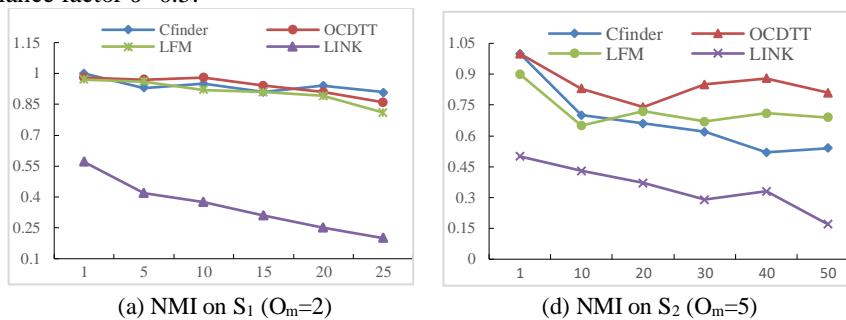 factor
Cfinder OCDTT
LFM LINK
1.15
1
0.85
0.7
0.55
0.4
0.25
0.1
1 5 10 15 20 25
(a) NMI on S1 (Om=2)
Cfinder OCDTT
LFM LINK
1.05
0.9
0.75
0.6
0.45
0.3
0.15
1 10 20 30 40 50
(d) NMI on S2 (Om=5)